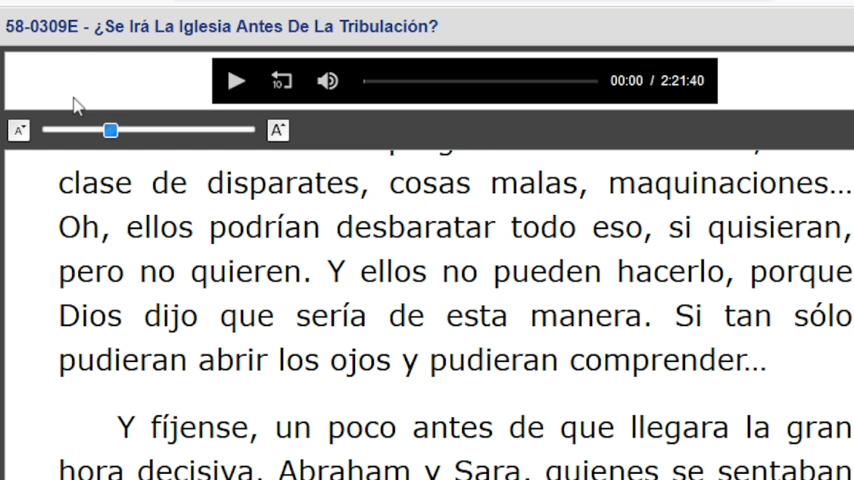 58-0309E - ¿Se Irá La Iglesia Antes De La Tribulación?
10 00:00 / 2:21:40
A A
clase de disparates, cosas malas, maquinaciones...
Oh, ellos podrían desbaratar todo eso, si quisieran,
pero no quieren. Y ellos no pueden hacerlo, porque
Dios dijo que sería de esta manera. Si tan sólo
pudieran abrir los ojos y pudieran comprender...
Y fíjense, un poco antes de que llegara la gran
hora decisiva, Abraham y Sara, quienes se sentaban